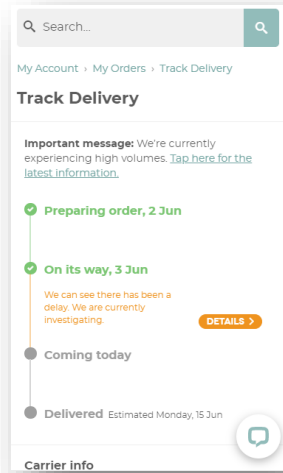 Search...
My Account › My Orders › Track Delivery
Track Delivery
Important message: We're currently
experiencing high volumes. Tap here for the
latest information.
Preparing order, 2 Jun
On its way, 3 Jun
We can see there has been a
delay. We are currently
investigating.
DETAILS >
Coming today
Delivered Estimated Monday, 15 Jun
Carrier info